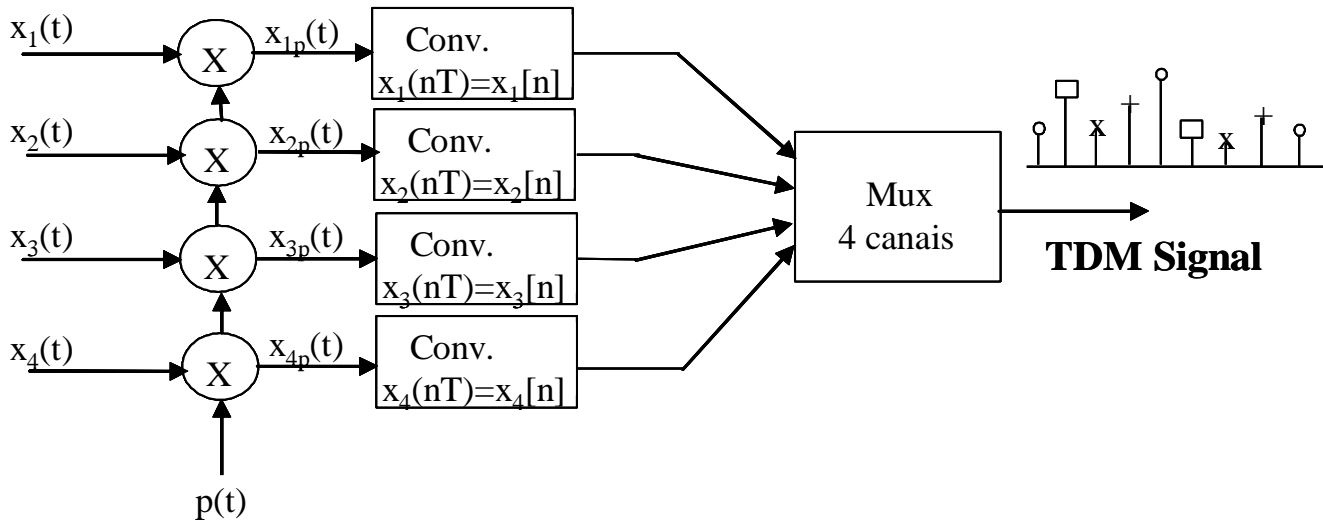 x₁(t)
X
x₁ₚ(t)
Conv.
x₁(nT)=x₁[n]
x₂(t)
X
x₂ₚ(t)
Conv.
x₂(nT)=x₂[n]
x₃(t)
X
x₃ₚ(t)
Conv.
x₃(nT)=x₃[n]
x₄(t)
X
x₄ₚ(t)
Conv.
x₄(nT)=x₄[n]
p(t)
Mux
4 canais
x
x
TDM Signal